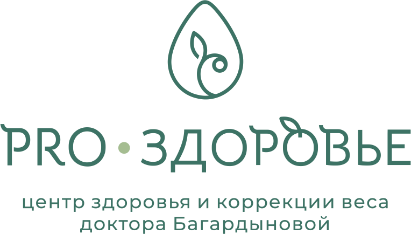 PRO • ЗДОРОВЬЕ
центр здоровья и коррекции веса
доктора Багардыновой